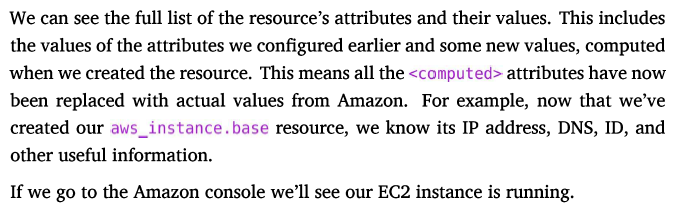 We can see the full list of the resource’s attributes and their values. This includes
the values of the attributes we configured earlier and some new values, computed
when we created the resource. This means all the <computed> attributes have now
been replaced with actual values from Amazon. For example, now that we’ve
created our aws_instance.base resource, we know its IP address, DNS, ID, and
other useful information.
If we go to the Amazon console we’ll see our EC2 instance is running.